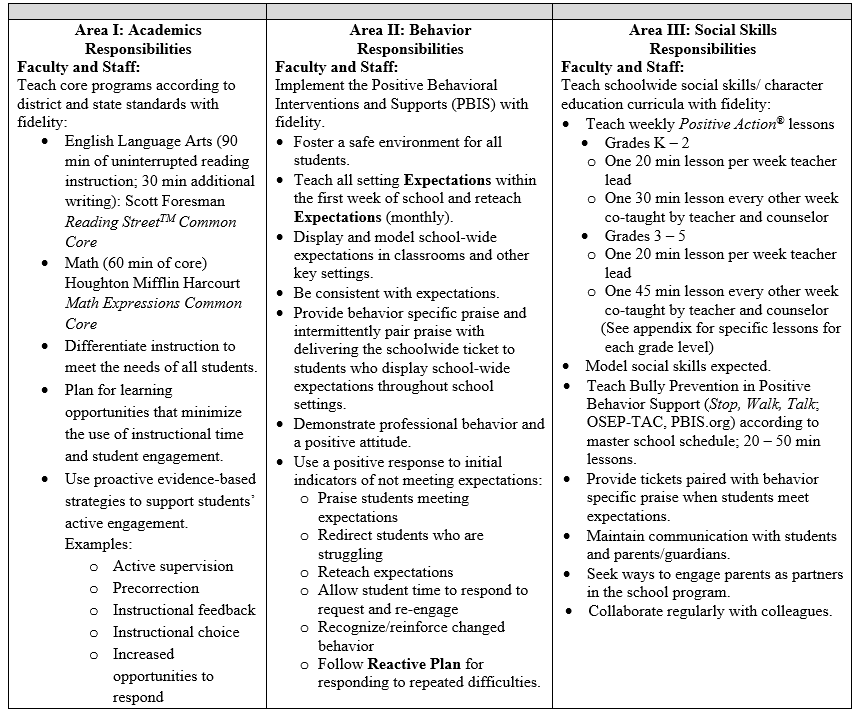 Area I: Academics
Responsibilities
Faculty and Staff:
Teach core programs according to
district and state standards with
fidelity:
• English Language Arts (90
min of uninterrupted reading
instruction; 30 min additional
writing): Scott Foresman
Reading Street™ Common
Core
• Math (60 min of core)
Houghton Mifflin Harcourt
Math Expressions Common
Core
• Differentiate instruction to
meet the needs of all students.
• Plan for learning
opportunities that minimize
the use of instructional time
and student engagement.
• Use proactive evidence-based
strategies to support students’
active engagement.
Examples:
o Active supervision
o Precorrection
o Instructional feedback
o Instructional choice
o Increased
opportunities to
respond
Area II: Behavior
Responsibilities
Faculty and Staff:
Implement the Positive Behavioral
Interventions and Supports (PBIS) with
fidelity.
• Foster a safe environment for all
students.
• Teach all setting Expectations within
the first week of school and reteach
Expectations (monthly).
• Display and model school-wide
expectations in classrooms and other
key settings.
• Be consistent with expectations.
• Provide behavior specific praise and
intermittently pair praise with
delivering the schoolwide ticket to
students who display school-wide
expectations throughout school
settings.
• Demonstrate professional behavior and
a positive attitude.
• Use a positive response to initial
indicators of not meeting expectations:
o Praise students meeting
expectations
o Redirect students who are
struggling
o Reteach expectations
o Allow student time to respond to
request and re-engage
o Recognize/reinforce changed
behavior
o Follow Reactive Plan for
responding to repeated difficulties.
Area III: Social Skills
Responsibilities
Faculty and Staff:
Teach schoolwide social skills/ character
education curricula with fidelity:
• Teach weekly Positive Action® lessons
• Grades K – 2
o One 20 min lesson per week teacher
lead
o One 30 min lesson every other week
co-taught by teacher and counselor
• Grades 3 – 5
o One 20 min lesson per week teacher
lead
o One 45 min lesson every other week
co-taught by teacher and counselor
(See appendix for specific lessons for
each grade level)
• Model social skills expected.
• Teach Bully Prevention in Positive
Behavior Support (Stop, Walk, Talk;
OSEP-TAC, PBIS.org) according to
master school schedule; 20 – 50 min
lessons.
• Provide tickets paired with behavior
specific praise when students meet
expectations.
• Maintain communication with students
and parents/guardians.
• Seek ways to engage parents as partners
in the school program.
• Collaborate regularly with colleagues.